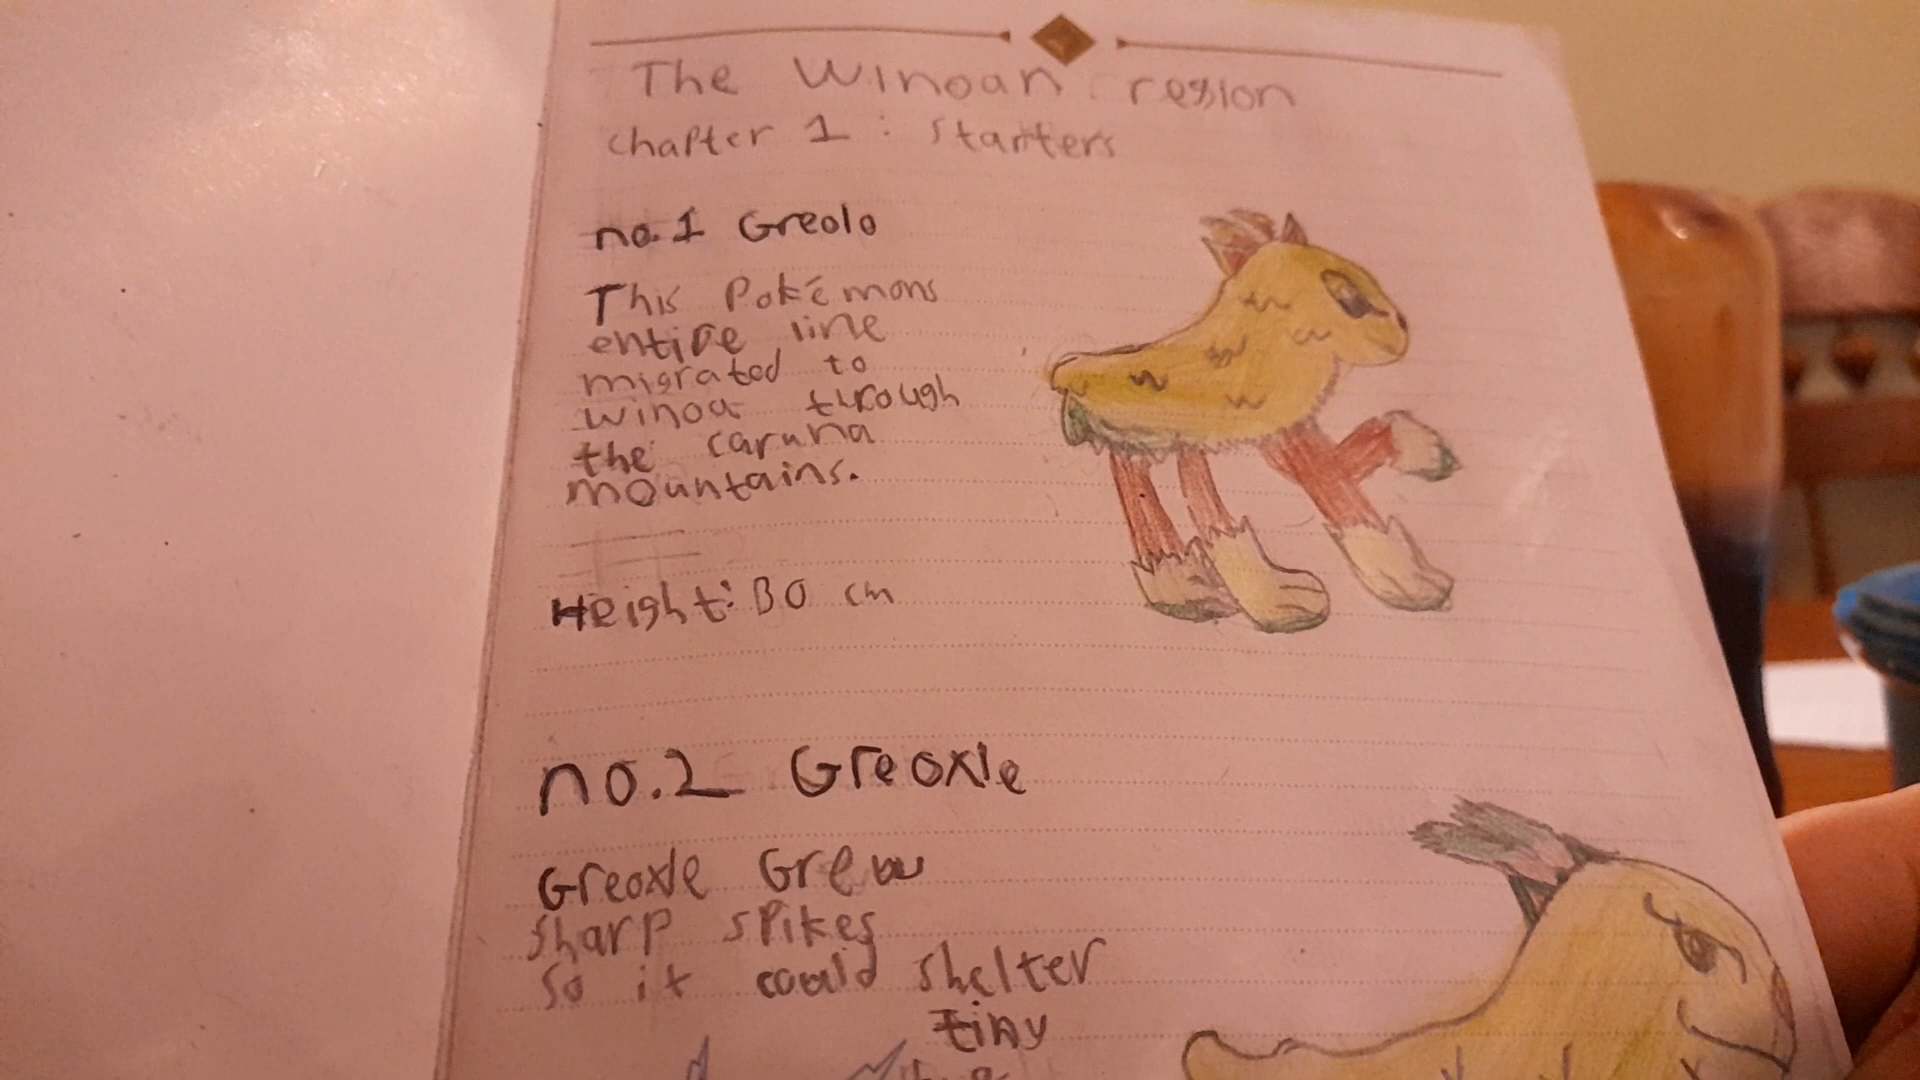 The Winoan region
Chapter 1: Starters
no.1 Greolo
This Pokémons
entire line
migrated to
winoa through
the caruna
mountains.
Height: 30 cm
no.2 Greoxle
Greoxle Grew
sharp spikes
so it could shelter
tiny